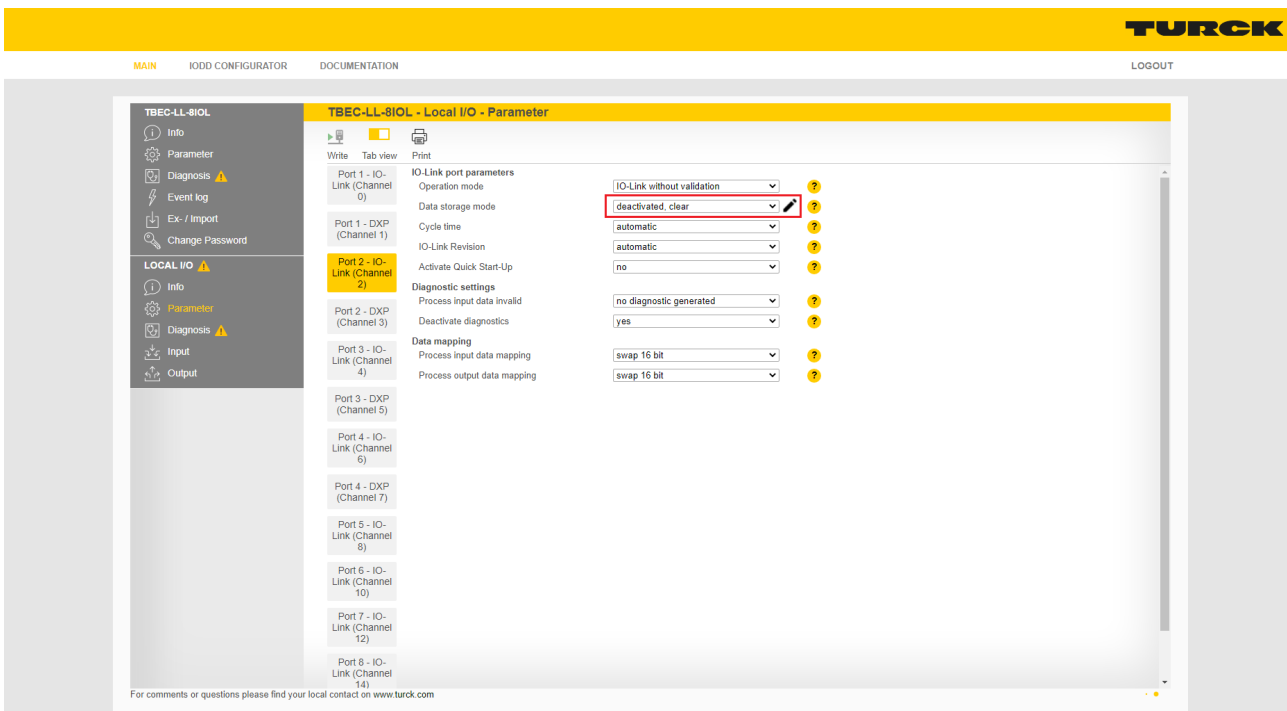 TURCK
MAIN IODD CONFIGURATOR DOCUMENTATION LOGOUT
TBEC-LL-8IOL
Info
Parameter
Diagnosis
Event log
Ex- / Import
Change Password
LOCAL I/O
Info
Parameter
Diagnosis
Input
Output
TBEC-LL-8IOL - Local I/O - Parameter
Write Tab view Print
Port 1 - IO-
Link (Channel
0)
Port 1 - DXP
(Channel 1)
Port 2 - IO-
Link (Channel
2)
Port 2 - DXP
(Channel 3)
Port 3 - IO-
Link (Channel
4)
Port 3 - DXP
(Channel 5)
Port 4 - IO-
Link (Channel
6)
Port 4 - DXP
(Channel 7)
Port 5 - IO-
Link (Channel
8)
Port 6 - IO-
Link (Channel
10)
Port 7 - IO-
Link (Channel
12)
Port 8 - IO-
Link (Channel
14)
IO-Link port parameters
Operation mode IO-Link without validation ?
Data storage mode deactivated, clear ?
Cycle time automatic ?
IO-Link Revision automatic ?
Activate Quick Start-Up no ?
Diagnostic settings
Process input data invalid no diagnostic generated ?
Deactivate diagnostics yes ?
Data mapping
Process input data mapping swap 16 bit ?
Process output data mapping swap 16 bit ?
For comments or questions please find your local contact on www.turck.com